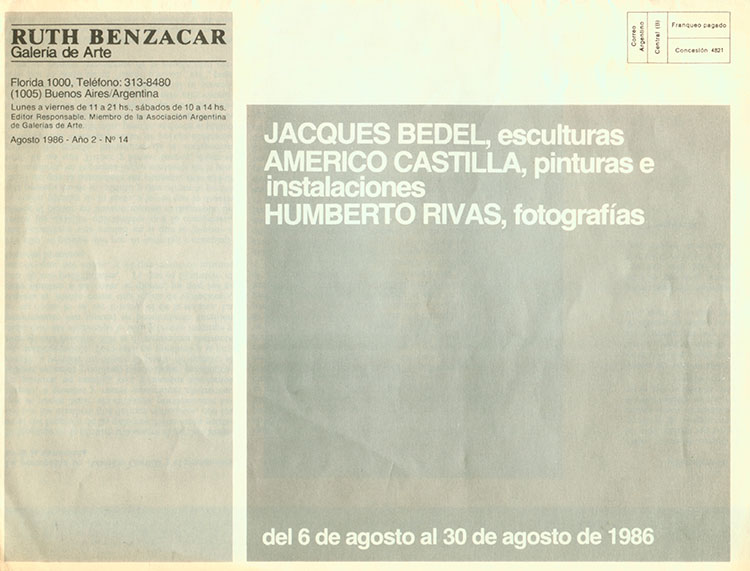 RUTH BENZACAR
Galería de Arte
Florida 1000, Teléfono: 313-8480
(1005) Buenos Aires/Argentina
Lunes a viernes de 11 a 21 hs., sábados de 10 a 14 hs.
Editor Responsable. Miembro de la Asociación Argentina
de Galerías de Arte.
Agosto 1986 - Año 2 - Nº 14
Correo
Argentino
Central (B)
Franqueo pagado
Concesión 4821
JACQUES BEDEL, esculturas
AMERICO CASTILLA, pinturas e
instalaciones
HUMBERTO RIVAS, fotografías
del 6 de agosto al 30 de agosto de 1986